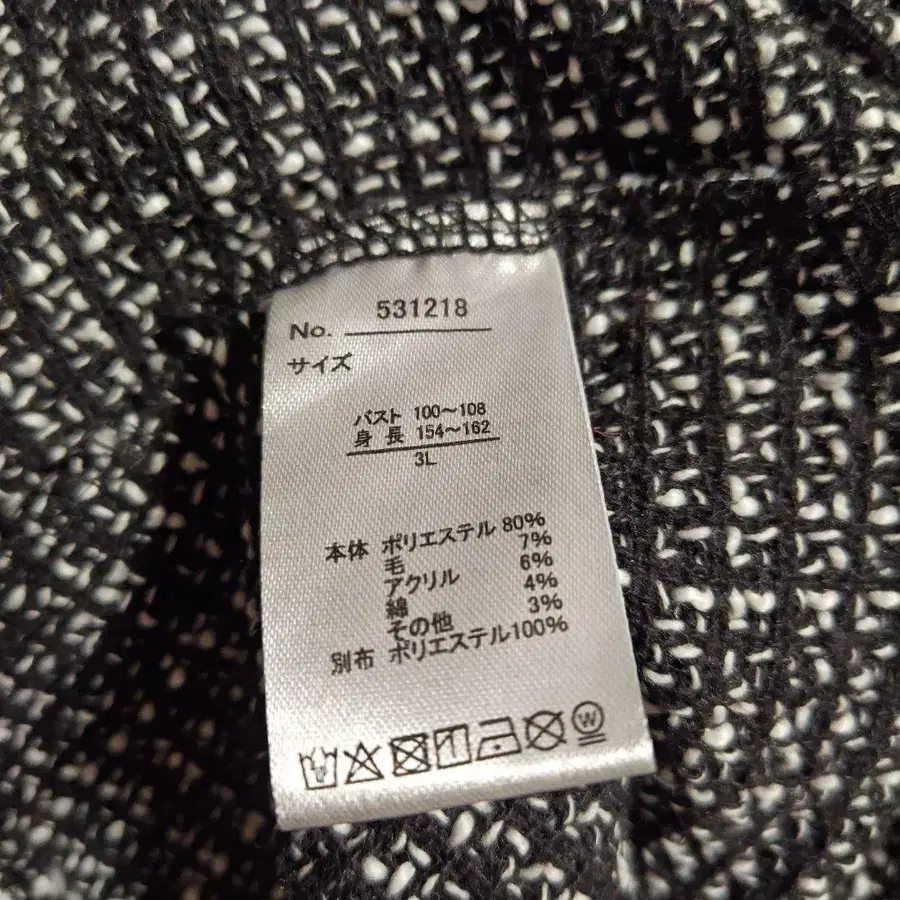 No. 531218
サイズ
バスト 100～108
身長 154～162
3L
本体 ポリエステル 80%
毛 7%
アクリル 6%
綿 4%
その他 3%
別布 ポリエステル100%
W